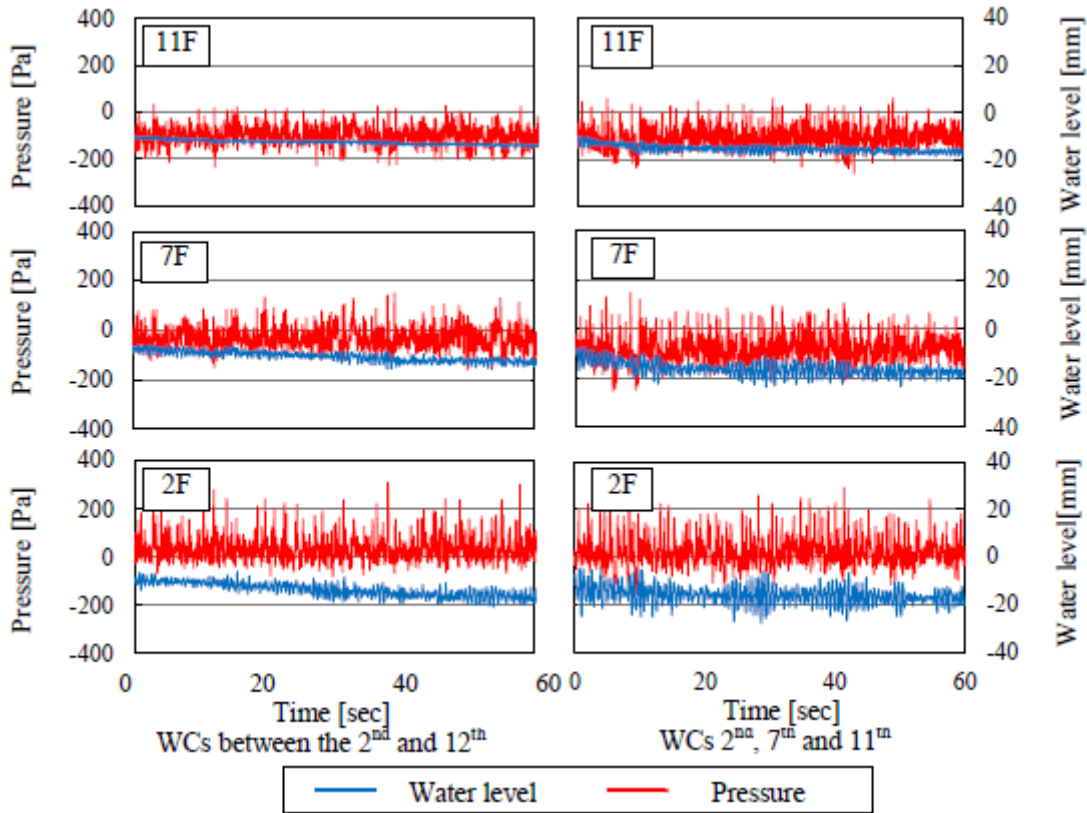 400
200
0
-200
-400
Pressure [Pa]
11F
11F
40
20
0
-20
-40
Water level [mm]
400
200
0
-200
-400
Pressure [Pa]
7F
7F
40
20
0
-20
-40
Water level [mm]
400
200
0
-200
-400
Pressure [Pa]
2F
2F
40
20
0
-20
-40
Water level[mm]
0 20 40 60
0 20 40 60
Time [sec]
Time [sec]
WCs between the 2nd and 12th
WCs 2nd, 7th and 11th
Water level Pressure